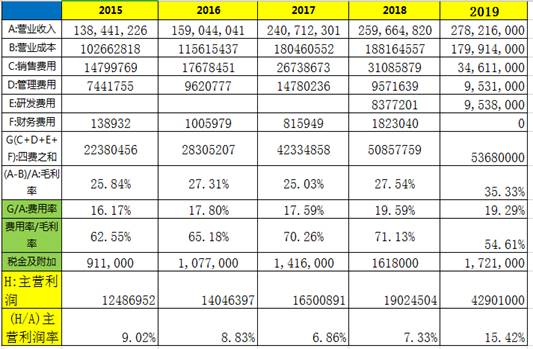 2015 2016 2017 2018 2019
A:营业收入 138,441,226 159,044,041 240,712,301 259,664,820 278,216,000
B:营业成本 102662818 115615437 180460552 188164557 179,914,000
C:销售费用 14799769 17678451 26738673 31085879 34,611,000
D:管理费用 7441755 9620777 14780236 9571639 9,531,000
E:研发费用 8377201 9,538,000
F:财务费用 138932 1005979 815949 1823040 0
G(C+D+E+
F):四费之和 22380456 28305207 42334858 50857759 53680000
(A-B)/A:毛利
率 25.84% 27.31% 25.03% 27.54% 35.33%
G/A:费用率 16.17% 17.80% 17.59% 19.59% 19.29%
费用率/毛利
率 62.55% 65.18% 70.26% 71.13% 54.61%
税金及附加 911,000 1,077,000 1,416,000 1618000 1,721,000
H:主营利
润 12486952 14046397 16500891 19024504 42901000
(H/A)主
营利润率 9.02% 8.83% 6.86% 7.33% 15.42%